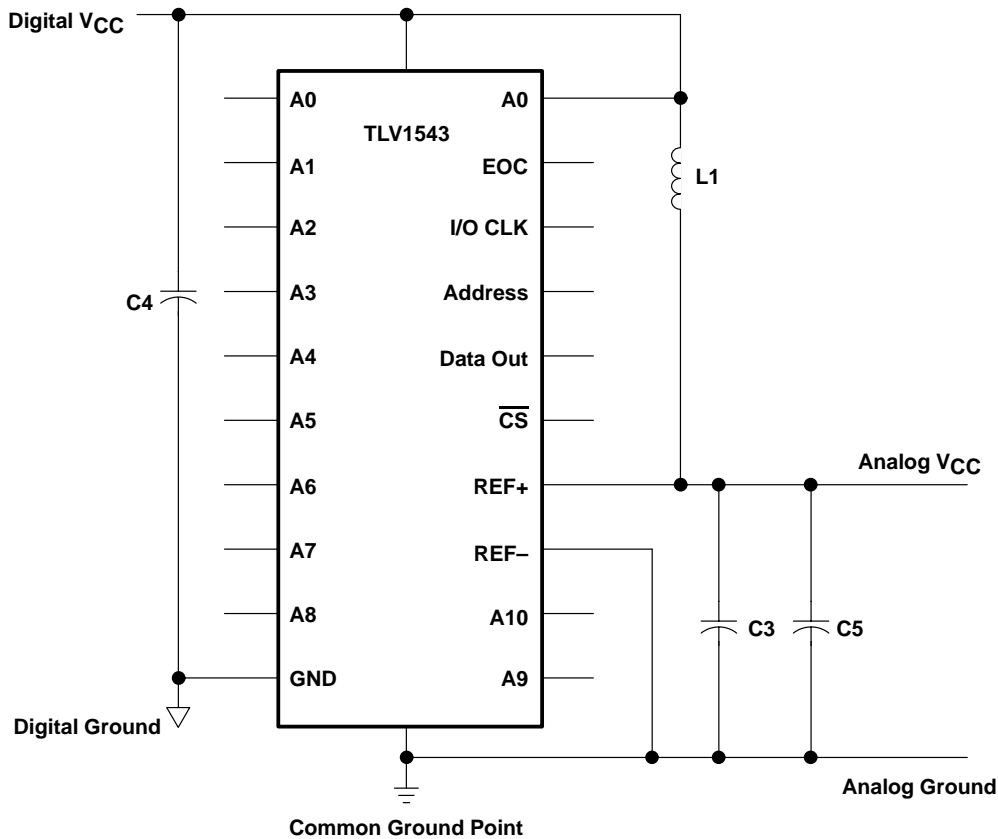 Digital VCC
A0
A0
TLV1543
A1
EOC
L1
A2
I/O CLK
C4
A3
Address
A4
Data Out
A5
CS
Analog VCC
A6
REF+
A7
REF–
A8
A10
C3
C5
GND
A9
Digital Ground
Analog Ground
Common Ground Point